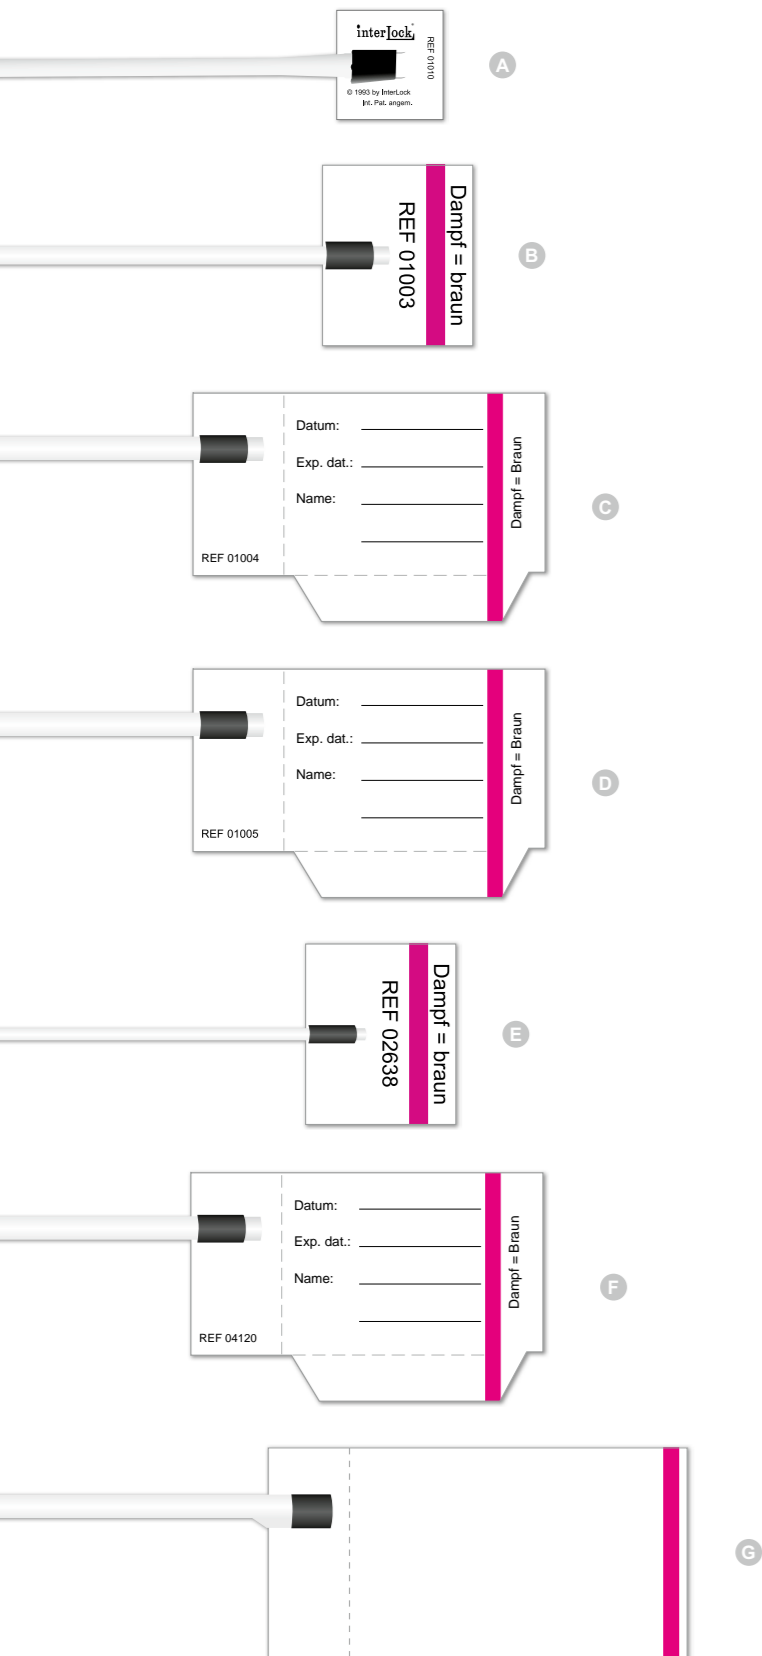 interlock
REF 01010
© 1993 by InterLock
Int. Pat. angem.
A
Dampf = braun
REF 01003
B
Datum:
Exp. dat.:
Name:
Dampf = Braun
REF 01004
C
Datum:
Exp. dat.:
Name:
Dampf = Braun
REF 01005
D
Dampf = braun
REF 02638
E
Datum:
Exp. dat.:
Name:
Dampf = Braun
REF 04120
F
G